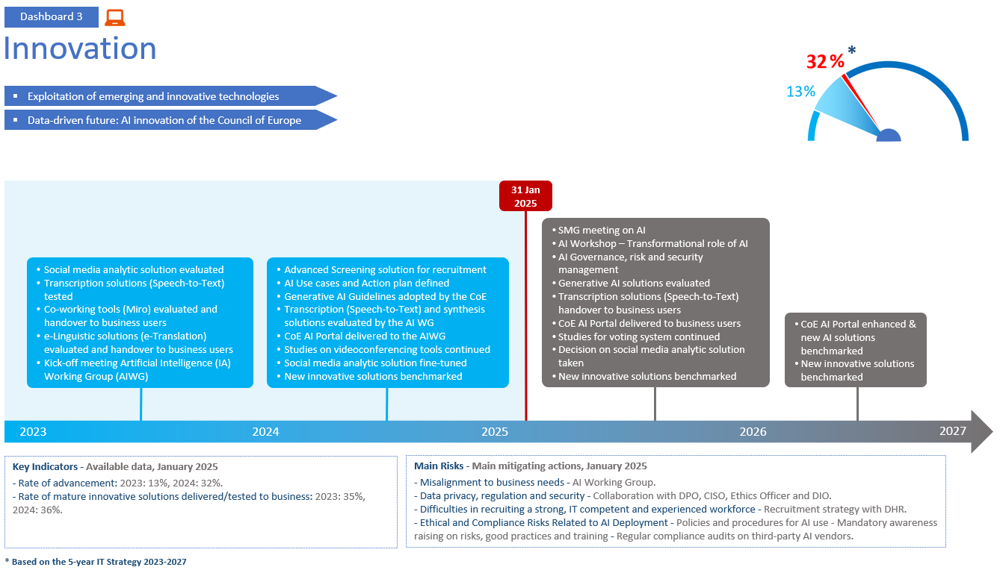 Dashboard 3
Innovation
▪ Exploitation of emerging and innovative technologies
▪ Data-driven future: AI innovation of the Council of Europe
32% *
13%
31 Jan
2025
• Social media analytic solution evaluated
• Transcription solutions (Speech-to-Text)
tested
• Co-working tools (Miro) evaluated and
handover to business users
• e-Linguistic solutions (e-Translation)
evaluated and handover to business users
• Kick-off meeting Artificial Intelligence (IA)
Working Group (AIWG)
• Advanced Screening solution for recruitment
• AI Use cases and Action plan defined
• Generative AI Guidelines adopted by the CoE
• Transcription (Speech-to-Text) and synthesis
solutions evaluated by the AI WG
• CoE AI Portal delivered to the AIWG
• Studies on videoconferencing tools continued
• Social media analytic solution fine-tuned
• New innovative solutions benchmarked
• SMG meeting on AI
• AI Workshop – Transformational role of AI
• AI Governance, risk and security
management
• Generative AI solutions evaluated
• Transcription solutions (Speech-to-Text)
handover to business users
• CoE AI Portal delivered to business users
• Studies for voting system continued
• Decision on social media analytic solution
taken
• New innovative solutions benchmarked
• CoE AI Portal enhanced &
new AI solutions
benchmarked
• New innovative solutions
benchmarked
2023 2024 2025 2026 2027
Key Indicators - Available data, January 2025
- Rate of advancement: 2023: 13%, 2024: 32%.
- Rate of mature innovative solutions delivered/tested to business: 2023: 35%,
2024: 36%.
Main Risks - Main mitigating actions, January 2025
- Misalignment to business needs - AI Working Group.
- Data privacy, regulation and security - Collaboration with DPO, CISO, Ethics Officer and DIO.
- Difficulties in recruiting a strong, IT competent and experienced workforce - Recruitment strategy with DHR.
- Ethical and Compliance Risks Related to AI Deployment - Policies and procedures for AI use - Mandatory awareness
raising on risks, good practices and training - Regular compliance audits on third-party AI vendors.
* Based on the 5-year IT Strategy 2023-2027